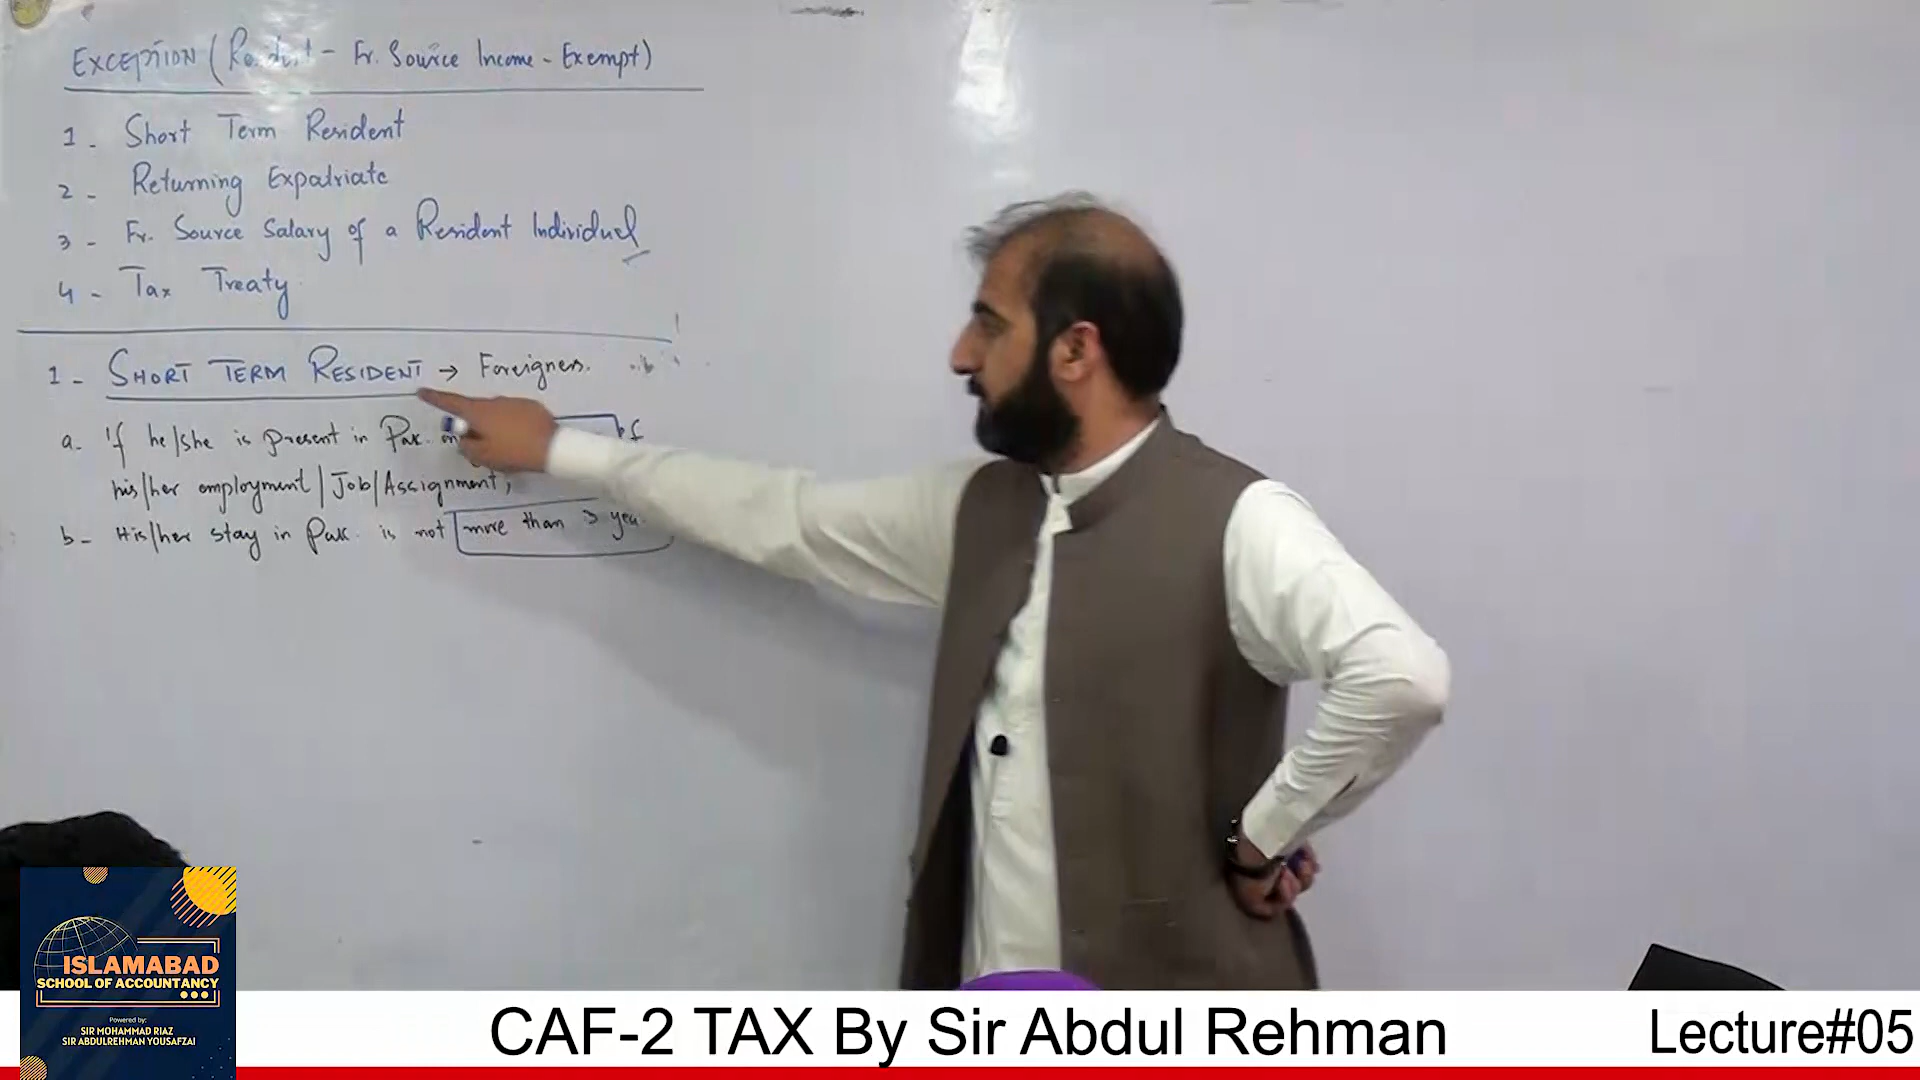 EXCEPTION (Resident - Fr. Source Income - Exempt)
1 - Short Term Resident
2 - Returning Expatriate
3 - Fr. Source Salary of a Resident Individual
4 - Tax Treaty
1 - SHORT TERM RESIDENT → Foreigners.
a. If he/she is present in Pak. of
his/her employment/Job/Assignment,
b - His/her stay in Pak. is not more than 3
ISLAMABAD
SCHOOL OF ACCOUNTANCY
Powered by:
SIR MOHAMMAD RIAZ
SIR ABDULREHMAN YOUSAFZAI
CAF-2 TAX By Sir Abdul Rehman
Lecture#05